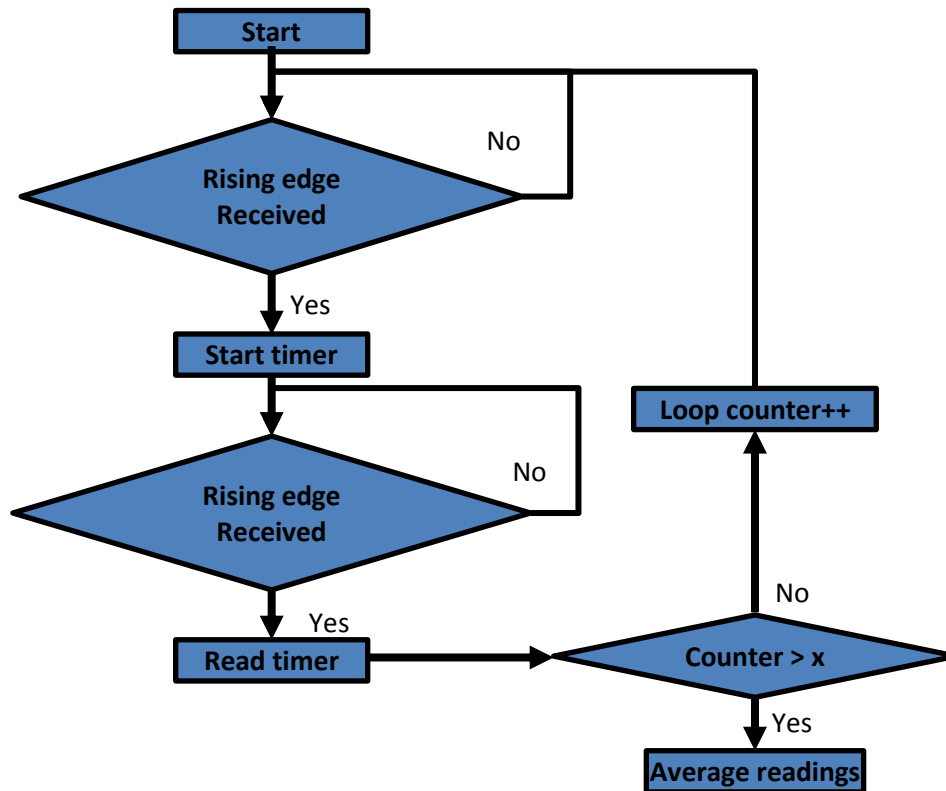 Start
No
Rising edge
Received
Yes
Start timer
No
Rising edge
Received
Yes
Read timer
Loop counter++
No
Counter > x
Yes
Average readings